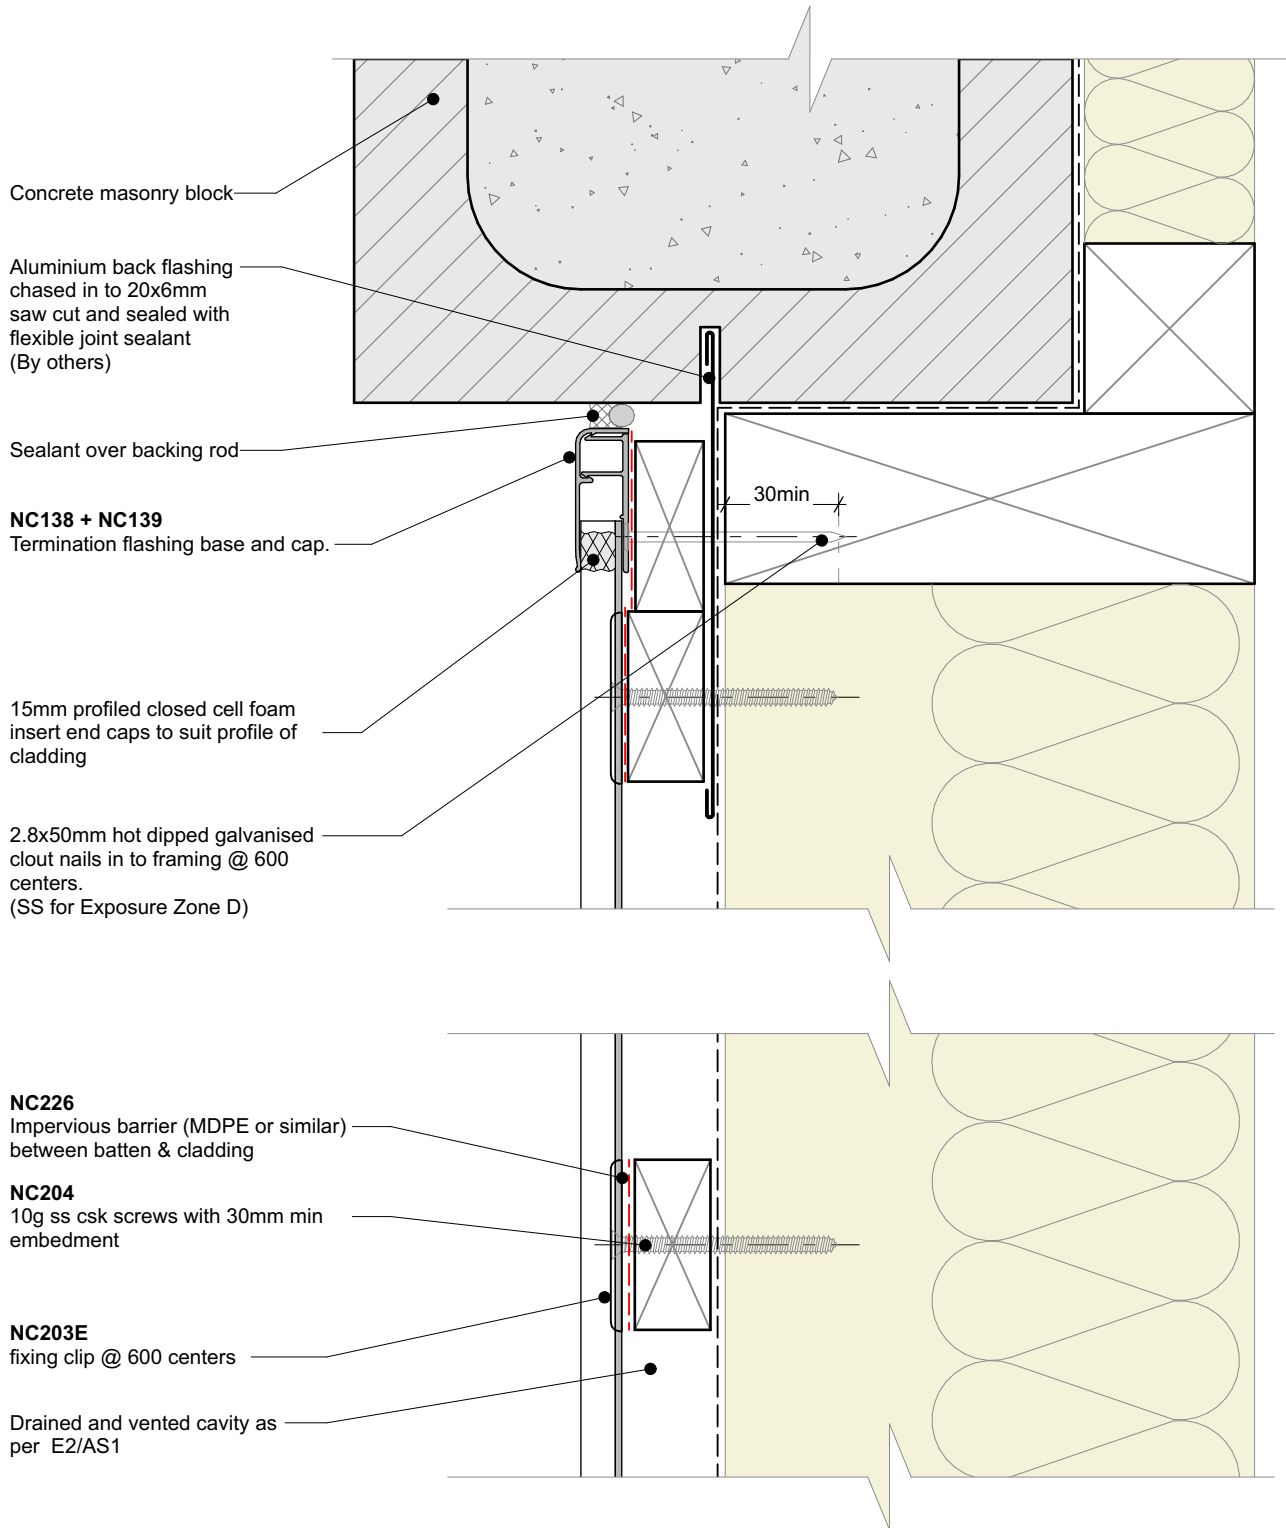 Concrete masonry block
Aluminium back flashing
chased in to 20x6mm
saw cut and sealed with
flexible joint sealant
(By others)
Sealant over backing rod
30min
NC138 + NC139
Termination flashing base and cap.
15mm profiled closed cell foam
insert end caps to suit profile of
cladding
2.8x50mm hot dipped galvanised
clout nails in to framing @ 600
centers.
(SS for Exposure Zone D)
NC226
Impervious barrier (MDPE or similar)
between batten & cladding
NC204
10g ss csk screws with 30mm min
embedment
NC203E
fixing clip @ 600 centers
Drained and vented cavity as
per E2/AS1